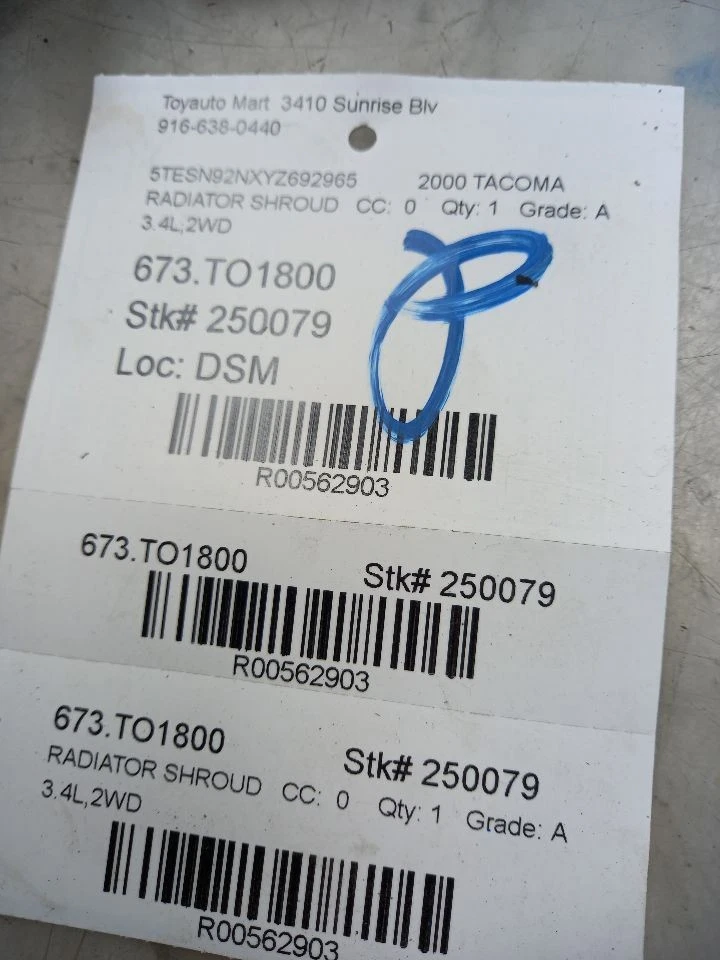 Toyauto Mart 3410 Sunrise Blv
916-638-0440
5TESN92NXYZ692965 2000 TACOMA
RADIATOR SHROUD CC: 0 Qty: 1 Grade: A
3.4L,2WD
673.TO1800
Stk# 250079
Loc: DSM
R00562903
673.TO1800 Stk# 250079
R00562903
673.TO1800 Stk# 250079
RADIATOR SHROUD CC: 0 Qty: 1 Grade: A
3.4L,2WD
R00562903